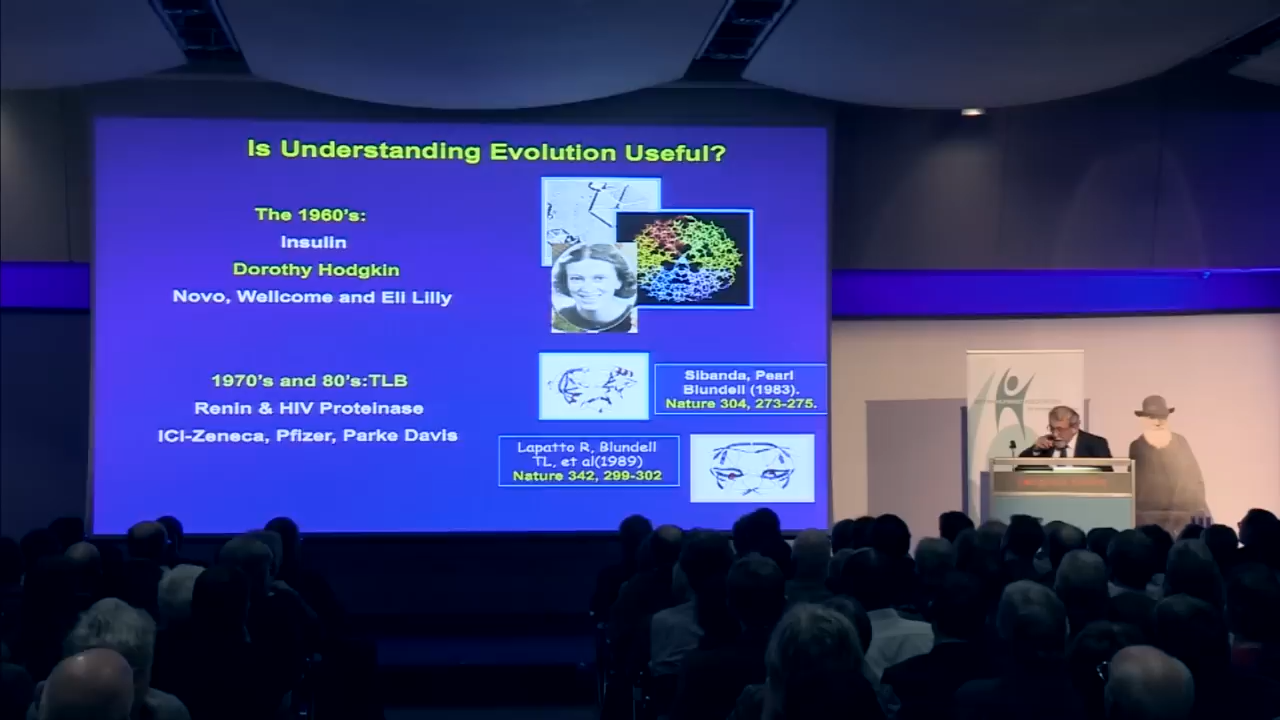 Is Understanding Evolution Useful?
The 1960's:
Insulin
Dorothy Hodgkin
Novo, Wellcome and Eli Lilly
1970's and 80's:TLB
Renin & HIV Proteinase
ICI-Zeneca, Pfizer, Parke Davis
Sibanda, Pearl
Blundell (1983).
Nature 304, 273-275.
Lapatto R, Blundell
TL, et al(1989)
Nature 342, 299-302